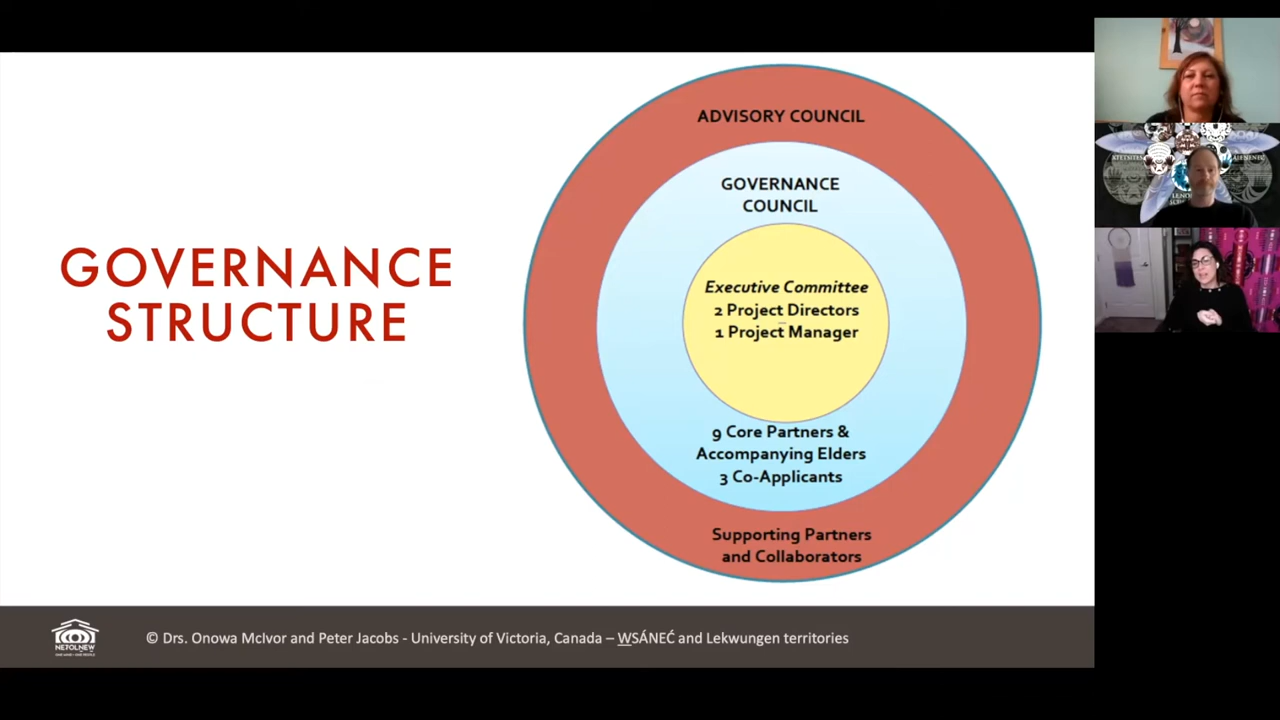 GOVERNANCE
STRUCTURE
ADVISORY COUNCIL
GOVERNANCE
COUNCIL
Executive Committee
2 Project Directors
1 Project Manager
9 Core Partners &
Accompanying Elders
3 Co-Applicants
Supporting Partners
and Collaborators
NEȾOLṈEW̱
© Drs. Onowa McIvor and Peter Jacobs - University of Victoria, Canada – W̱SÁNEĆ and Lekwungen territories